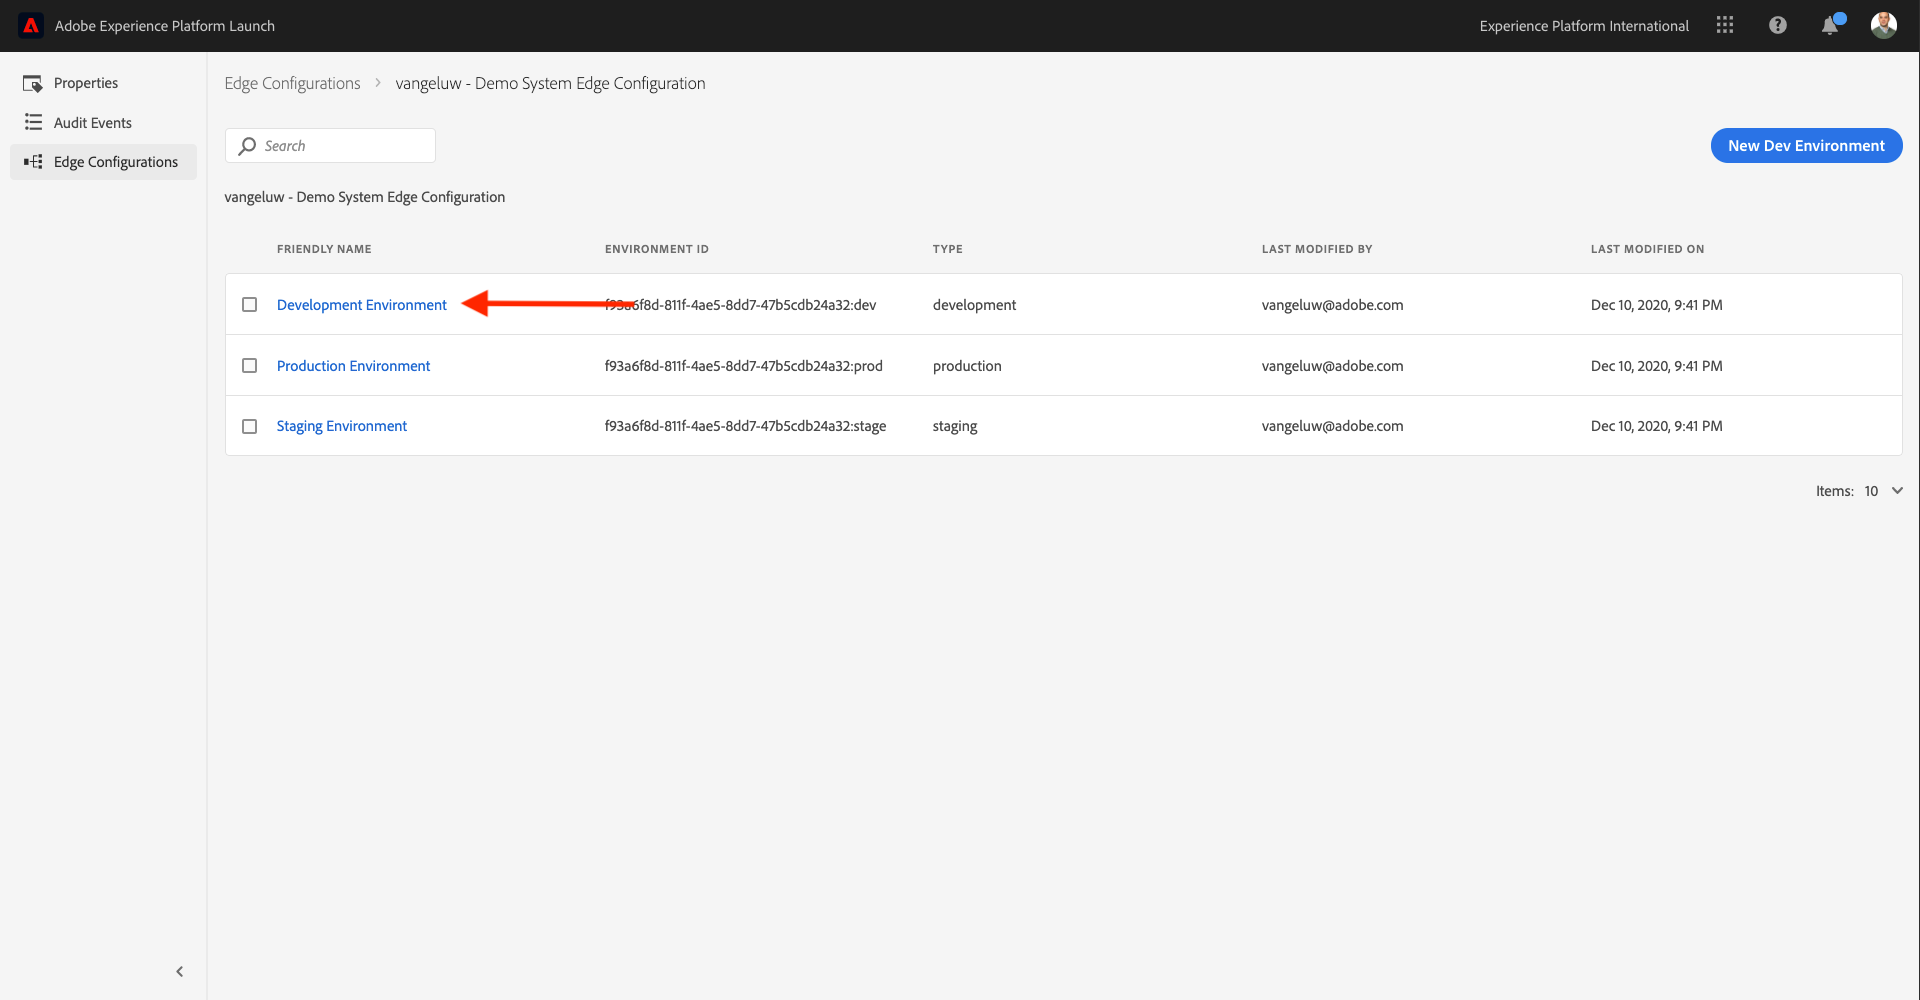 Adobe Experience Platform Launch
Experience Platform International
Properties
Audit Events
Edge Configurations
Edge Configurations > vangeluw - Demo System Edge Configuration
Search
New Dev Environment
vangeluw - Demo System Edge Configuration
FRIENDLY NAME ENVIRONMENT ID TYPE LAST MODIFIED BY LAST MODIFIED ON
Development Environment f93a6f8d-811f-4ae5-8dd7-47b5cdb24a32:dev development vangeluw@adobe.com Dec 10, 2020, 9:41 PM
Production Environment f93a6f8d-811f-4ae5-8dd7-47b5cdb24a32:prod production vangeluw@adobe.com Dec 10, 2020, 9:41 PM
Staging Environment f93a6f8d-811f-4ae5-8dd7-47b5cdb24a32:stage staging vangeluw@adobe.com Dec 10, 2020, 9:41 PM
Items: 10